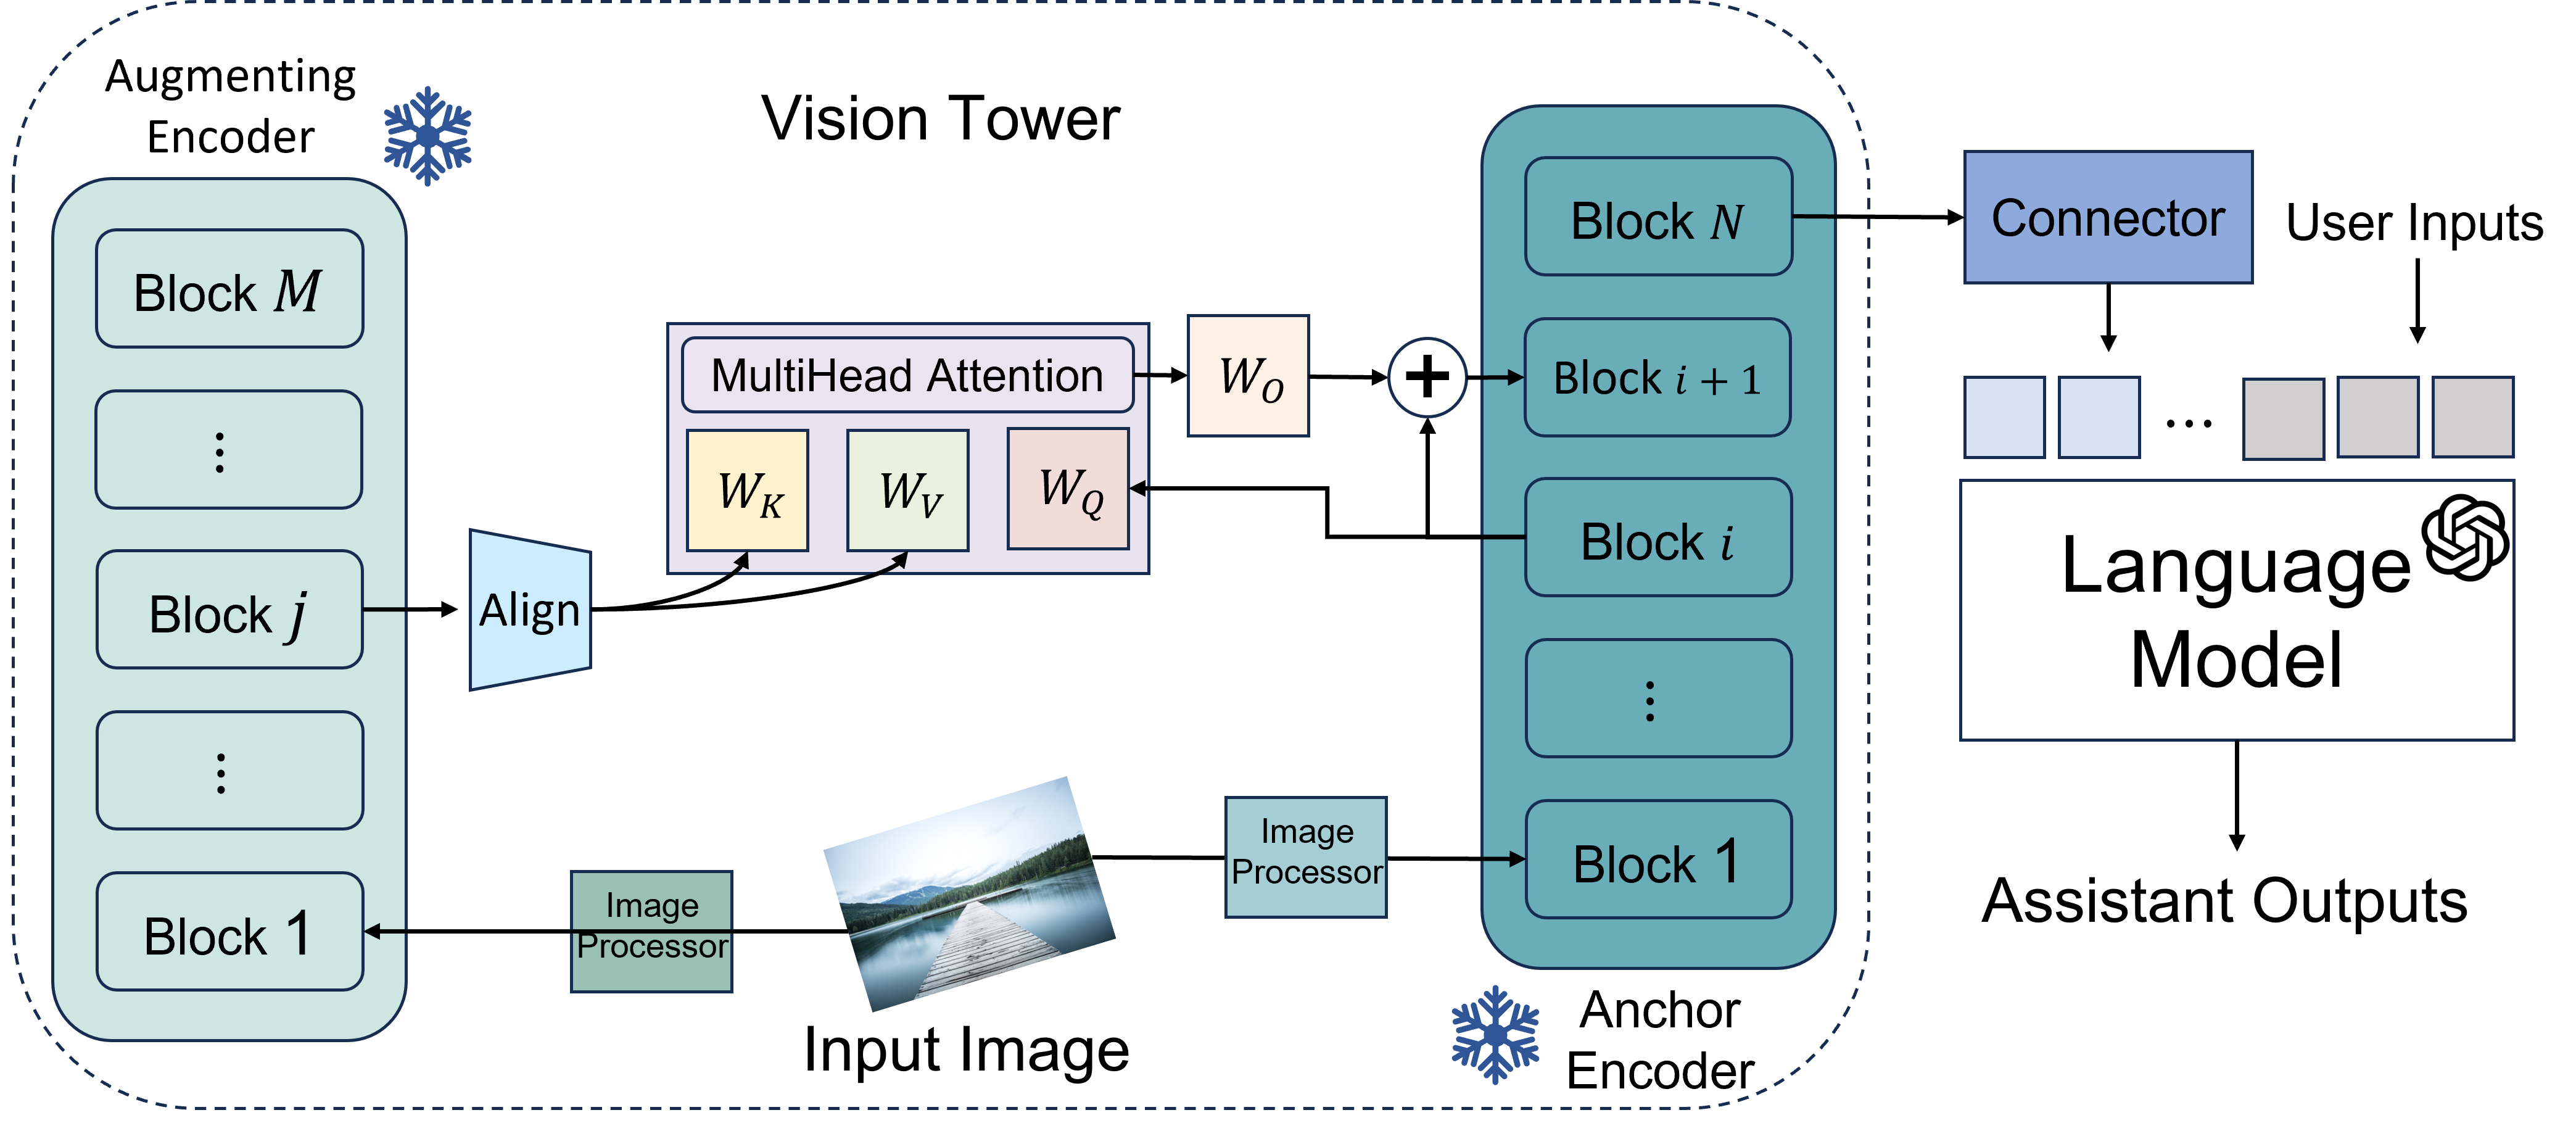 Augmenting
Encoder
Vision Tower
Block M
⋮
Block j
⋮
Block 1
Align
MultiHead Attention
W_K
W_V
W_Q
W_O
+
Image
Processor
Input Image
Image
Processor
Block N
Block i + 1
Block i
⋮
Block 1
Anchor
Encoder
Connector
User Inputs
...
Language
Model
Assistant Outputs